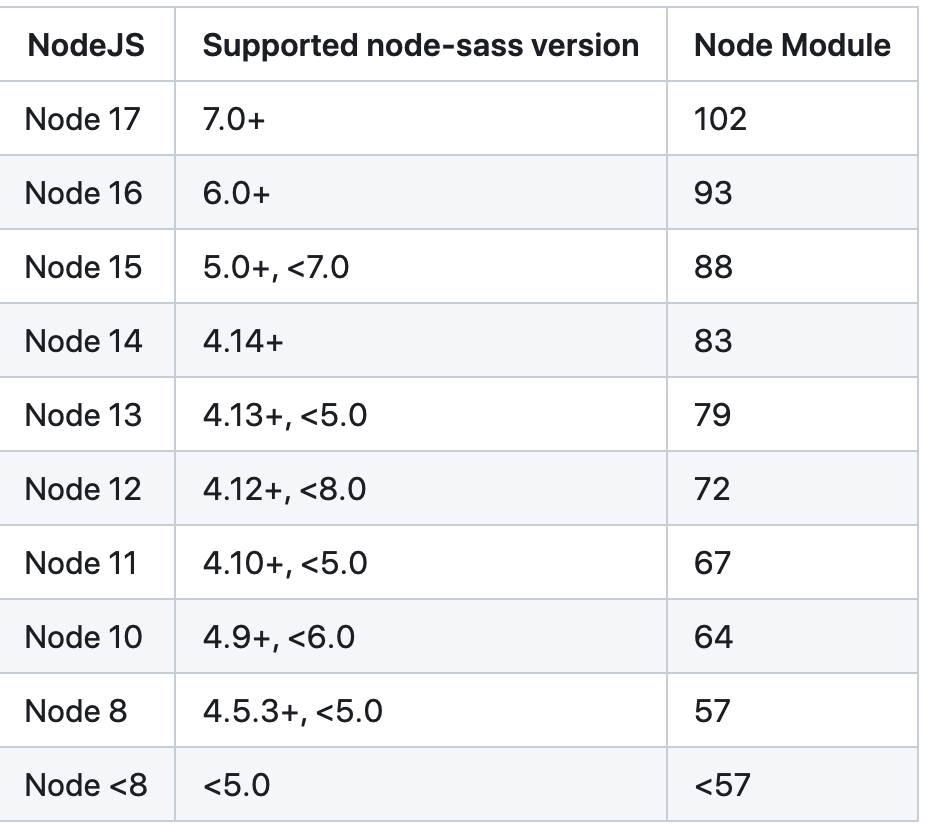 NodeJS Supported node-sass version Node Module
Node 17 7.0+ 102
Node 16 6.0+ 93
Node 15 5.0+, <7.0 88
Node 14 4.14+ 83
Node 13 4.13+, <5.0 79
Node 12 4.12+, <8.0 72
Node 11 4.10+, <5.0 67
Node 10 4.9+, <6.0 64
Node 8 4.5.3+, <5.0 57
Node <8 <5.0 <57